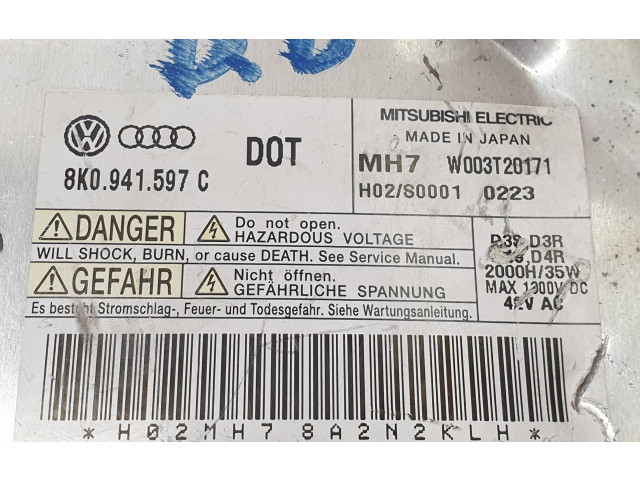 MITSUBISHI ELECTRIC
MADE IN JAPAN
8K0.941.597 C
DOT
MH7 W003T20171
H02/S0001 0223
DANGER
Do not open.
HAZARDOUS VOLTAGE
WILL SHOCK, BURN, or cause DEATH. See Service Manual.
GEFAHR
Nicht öffnen.
GEFÄHRLICHE SPANNUNG
Es besteht Stromschlag-, Feuer- und Todesgefahr. Siehe Wartungsanleitung.
D3S D3R
D4R
2000H/35W
MAX 1300V DC
42V AC
*H02MH78A2N2KLH*